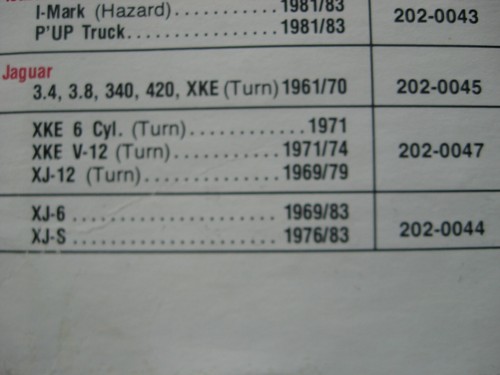 I-Mark (Hazard)............1981/83 202-0043
P'UP Truck..................1981/83
Jaguar
3.4, 3.8, 340, 420, XKE (Turn) 1961/70 202-0045
XKE 6 Cyl. (Turn)............1971
XKE V-12 (Turn)...........1971/74 202-0047
XJ-12 (Turn)..............1969/79
XJ-6 ..................... 1969/83
XJ-S ..................... 1976/83 202-0044